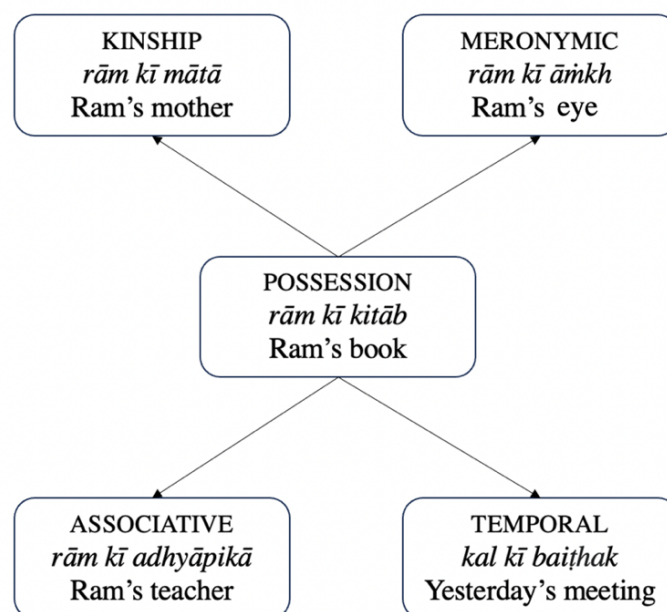 KINSHIP
rām kī mātā
Ram’s mother
MERONYMIC
rām kī āṁkh
Ram’s eye
POSSESSION
rām kī kitāb
Ram’s book
ASSOCIATIVE
rām kī adhyāpikā
Ram’s teacher
TEMPORAL
kal kī baiṭhak
Yesterday’s meeting